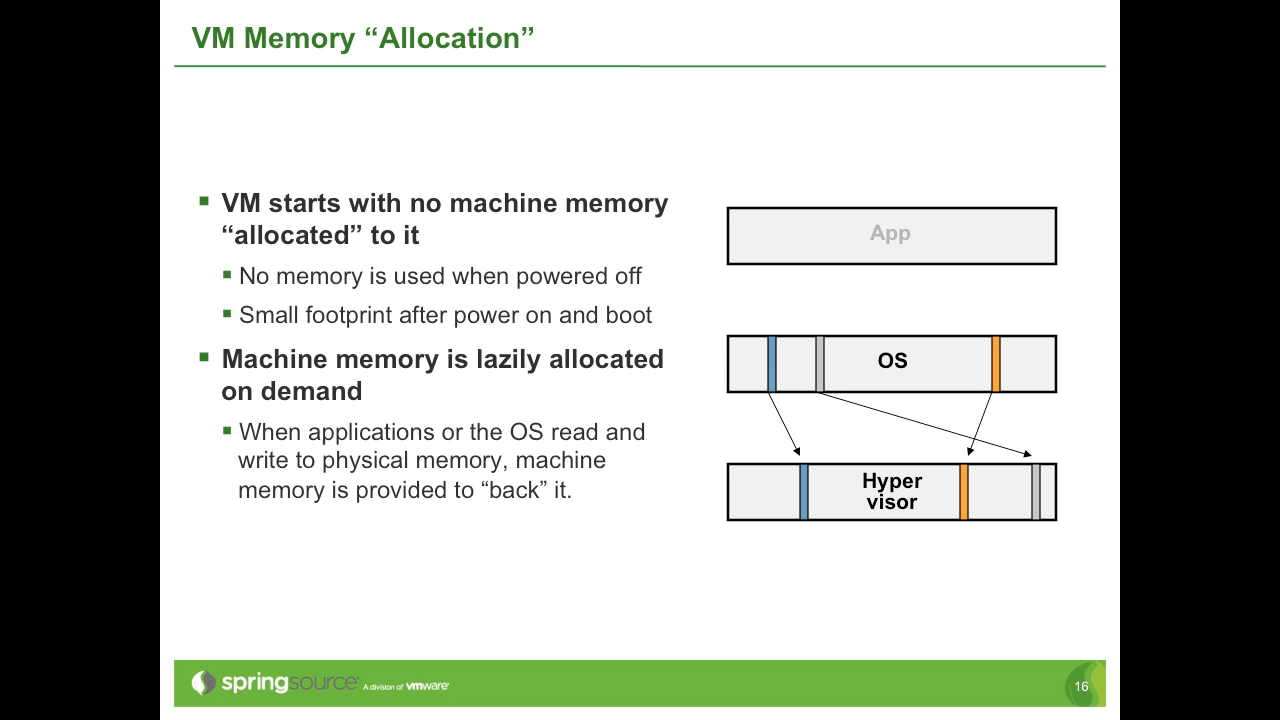 VM Memory “Allocation”
VM starts with no machine memory
“allocated” to it
No memory is used when powered off
Small footprint after power on and boot
Machine memory is lazily allocated
on demand
When applications or the OS read and
write to physical memory, machine
memory is provided to “back” it.
App
OS
Hyper
visor
springsource A division of vmware
16